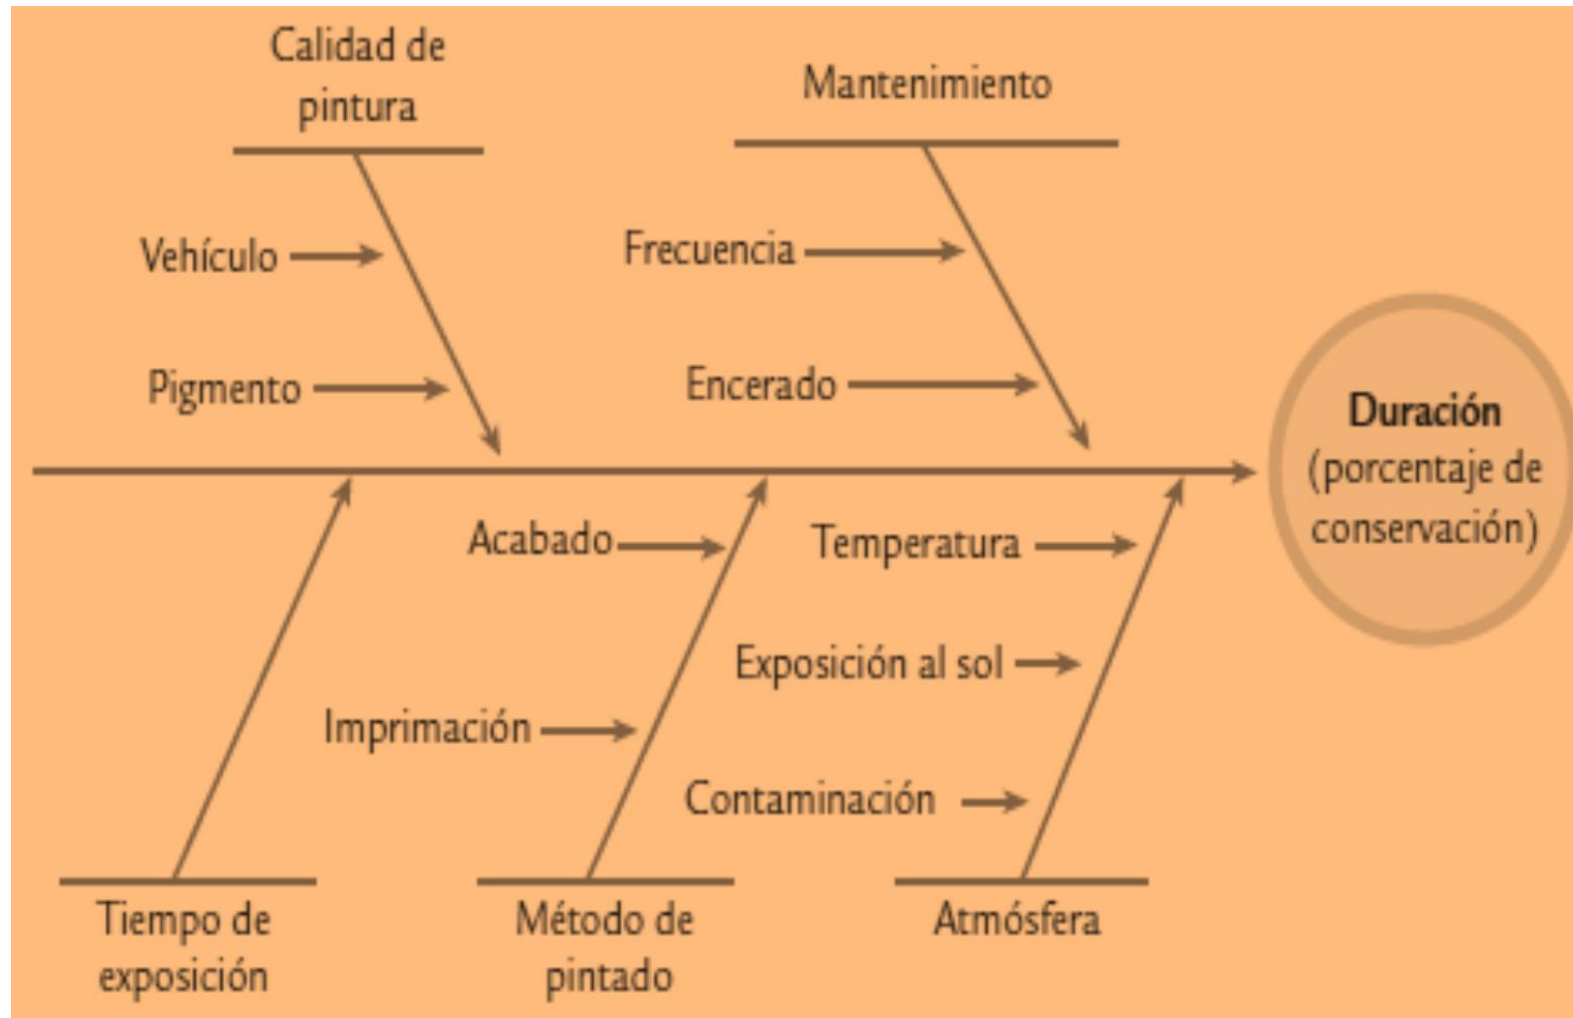 Calidad de
pintura
Mantenimiento
Vehículo
Frecuencia
Pigmento
Encerado
Duración
(porcentaje de
conservación)
Acabado
Temperatura
Exposición al sol
Imprimación
Contaminación
Tiempo de
exposición
Método de
pintado
Atmósfera